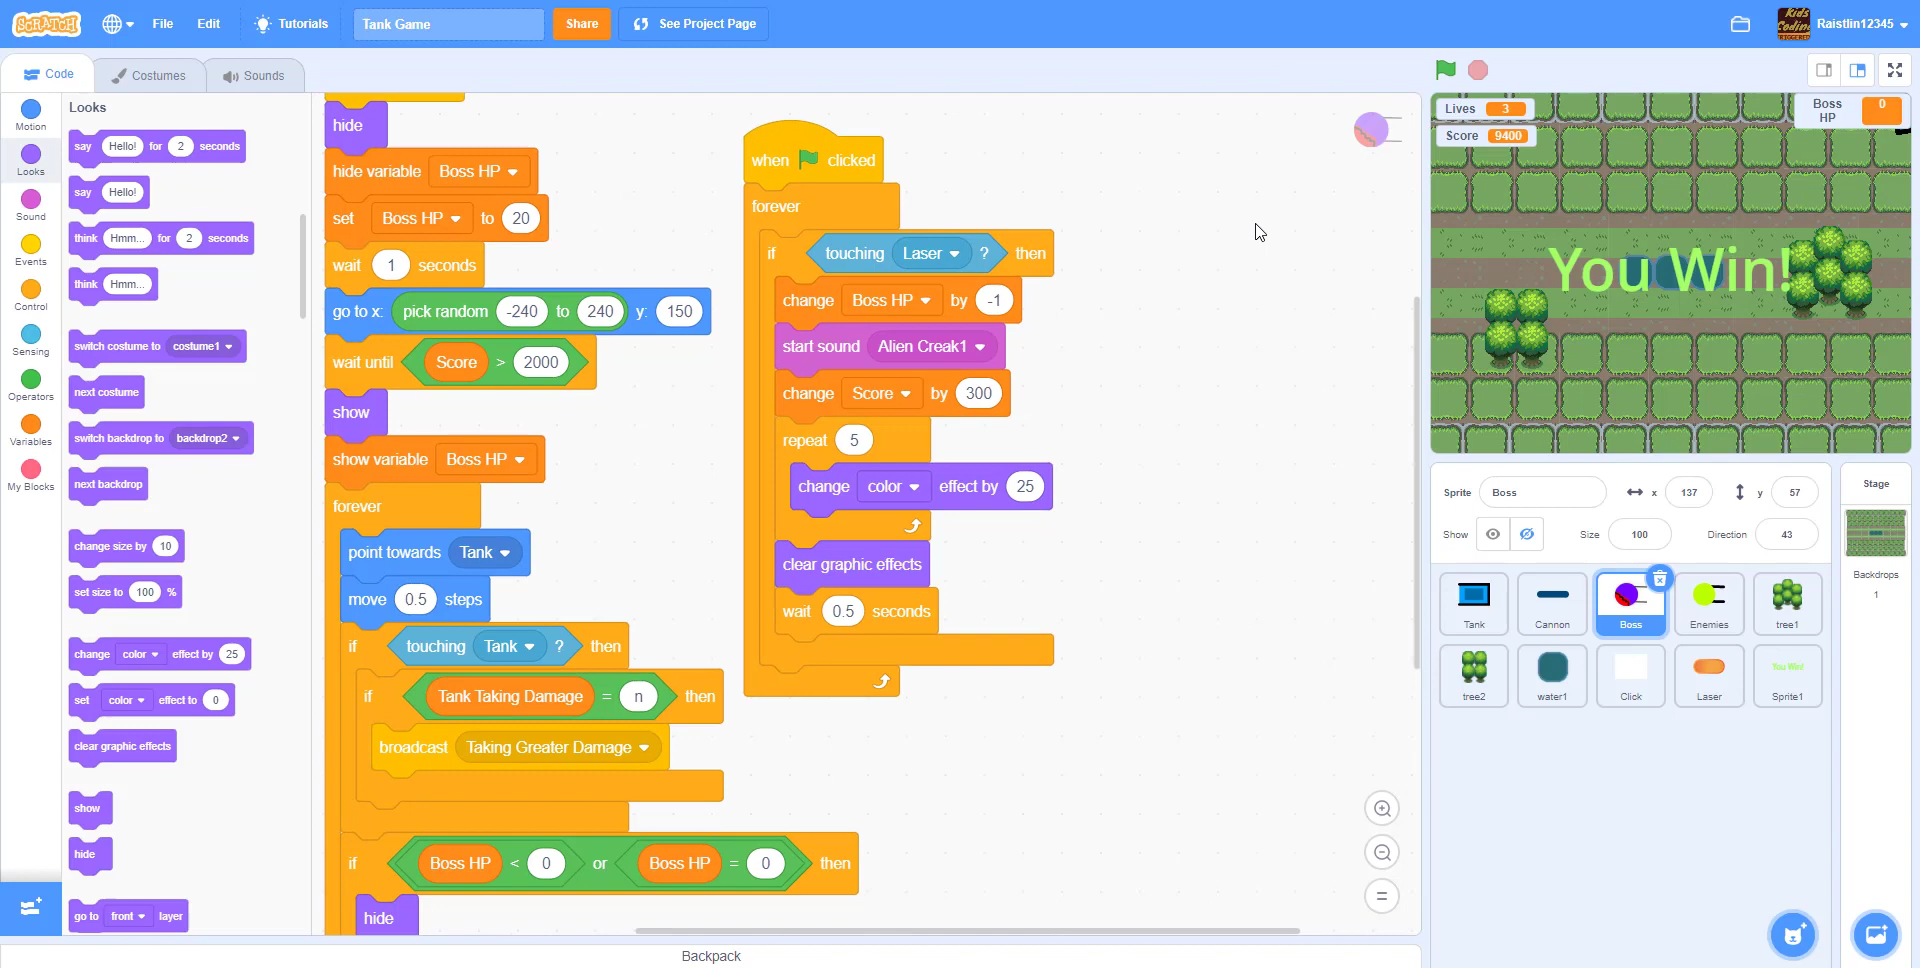 SCRATCH
File
Edit
Tutorials
Tank Game
Share
See Project Page
Kids
Coding
Raistlin12345
Code
Costumes
Sounds
Motion
Looks
Sound
Events
Control
Sensing
Operators
Variables
My Blocks
Looks
say Hello! for 2 seconds
say Hello!
think Hmm... for 2 seconds
think Hmm...
switch costume to costume1
next costume
switch backdrop to backdrop2
next backdrop
change size by 10
set size to 100 %
change color effect by 25
set color effect to 0
clear graphic effects
show
hide
go to front layer
hide
hide variable Boss HP
set Boss HP to 20
wait 1 seconds
go to x: pick random -240 to 240 y: 150
wait until Score > 2000
show
show variable Boss HP
forever
point towards Tank
move 0.5 steps
if touching Tank ? then
if Tank Taking Damage = n then
broadcast Taking Greater Damage
if Boss HP < 0 or Boss HP = 0 then
hide
when clicked
forever
if touching Laser ? then
change Boss HP by -1
start sound Alien Creak1
change Score by 300
repeat 5
change color effect by 25
clear graphic effects
wait 0.5 seconds
Backpack
Lives 3
Score 9400
Boss HP 0
You Win!
Sprite Boss x 137 y 57
Show Size 100 Direction 43
Tank
Cannon
Boss
Enemies
tree1
tree2
water1
Click
Laser
You Win!
Sprite1
Stage
Backdrops
1